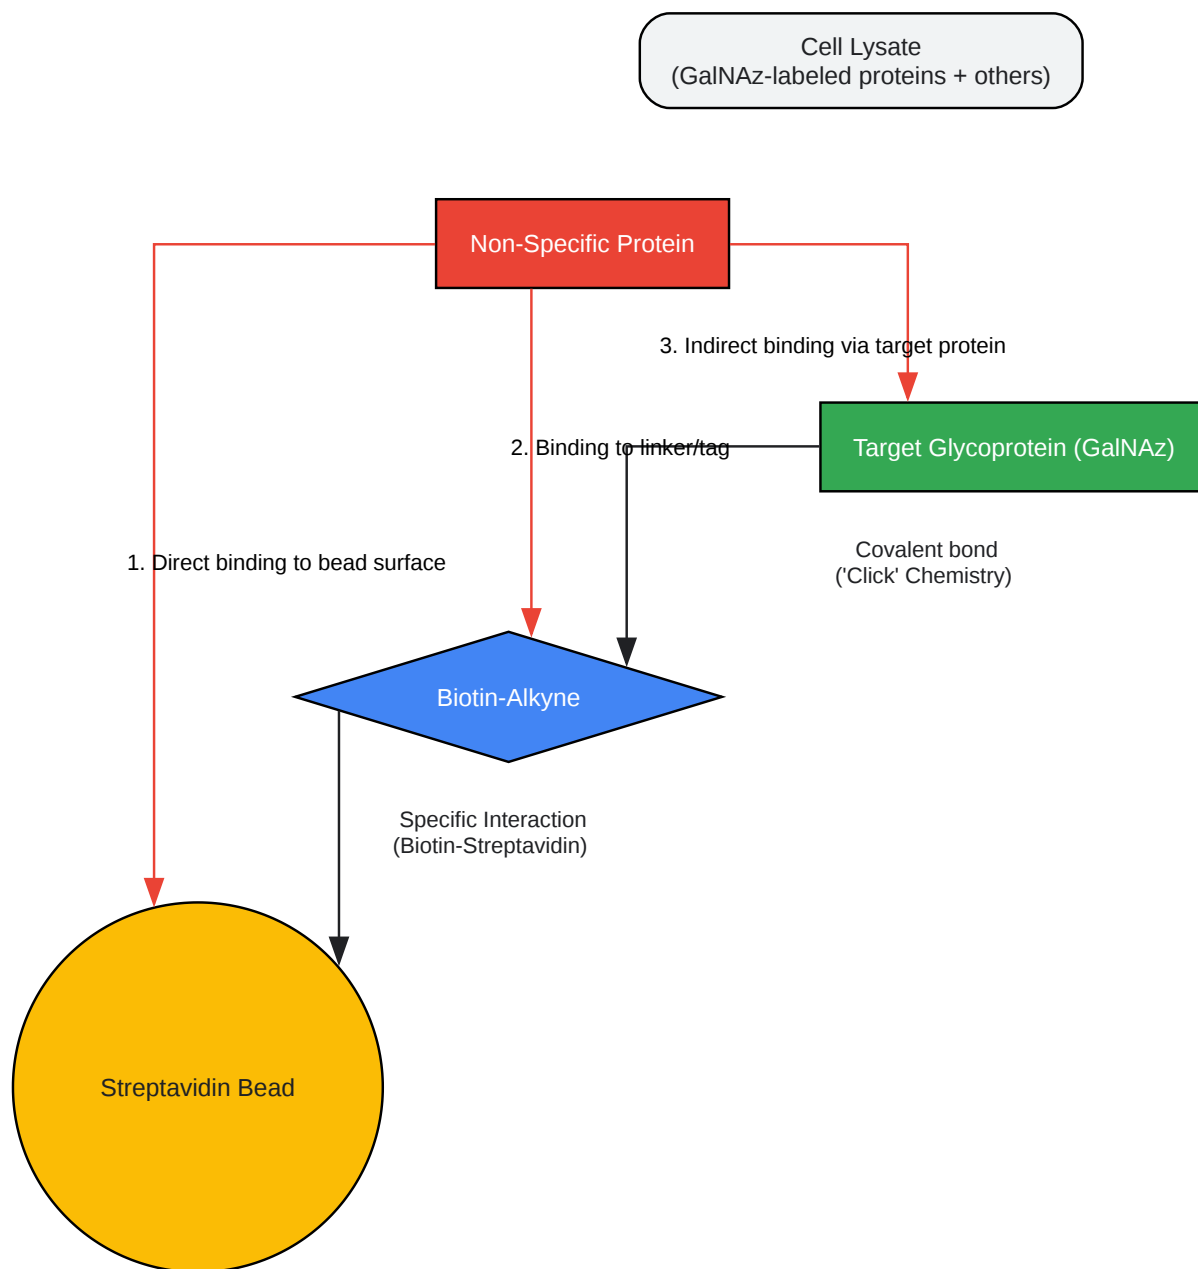 Cell Lysate
(GalNAz-labeled proteins + others)
Non-Specific Protein
3. Indirect binding via target protein
2. Binding to linker/tag
Target Glycoprotein (GalNAz)
Covalent bond
('Click' Chemistry)
1. Direct binding to bead surface
Biotin-Alkyne
Specific Interaction
(Biotin-Streptavidin)
Streptavidin Bead